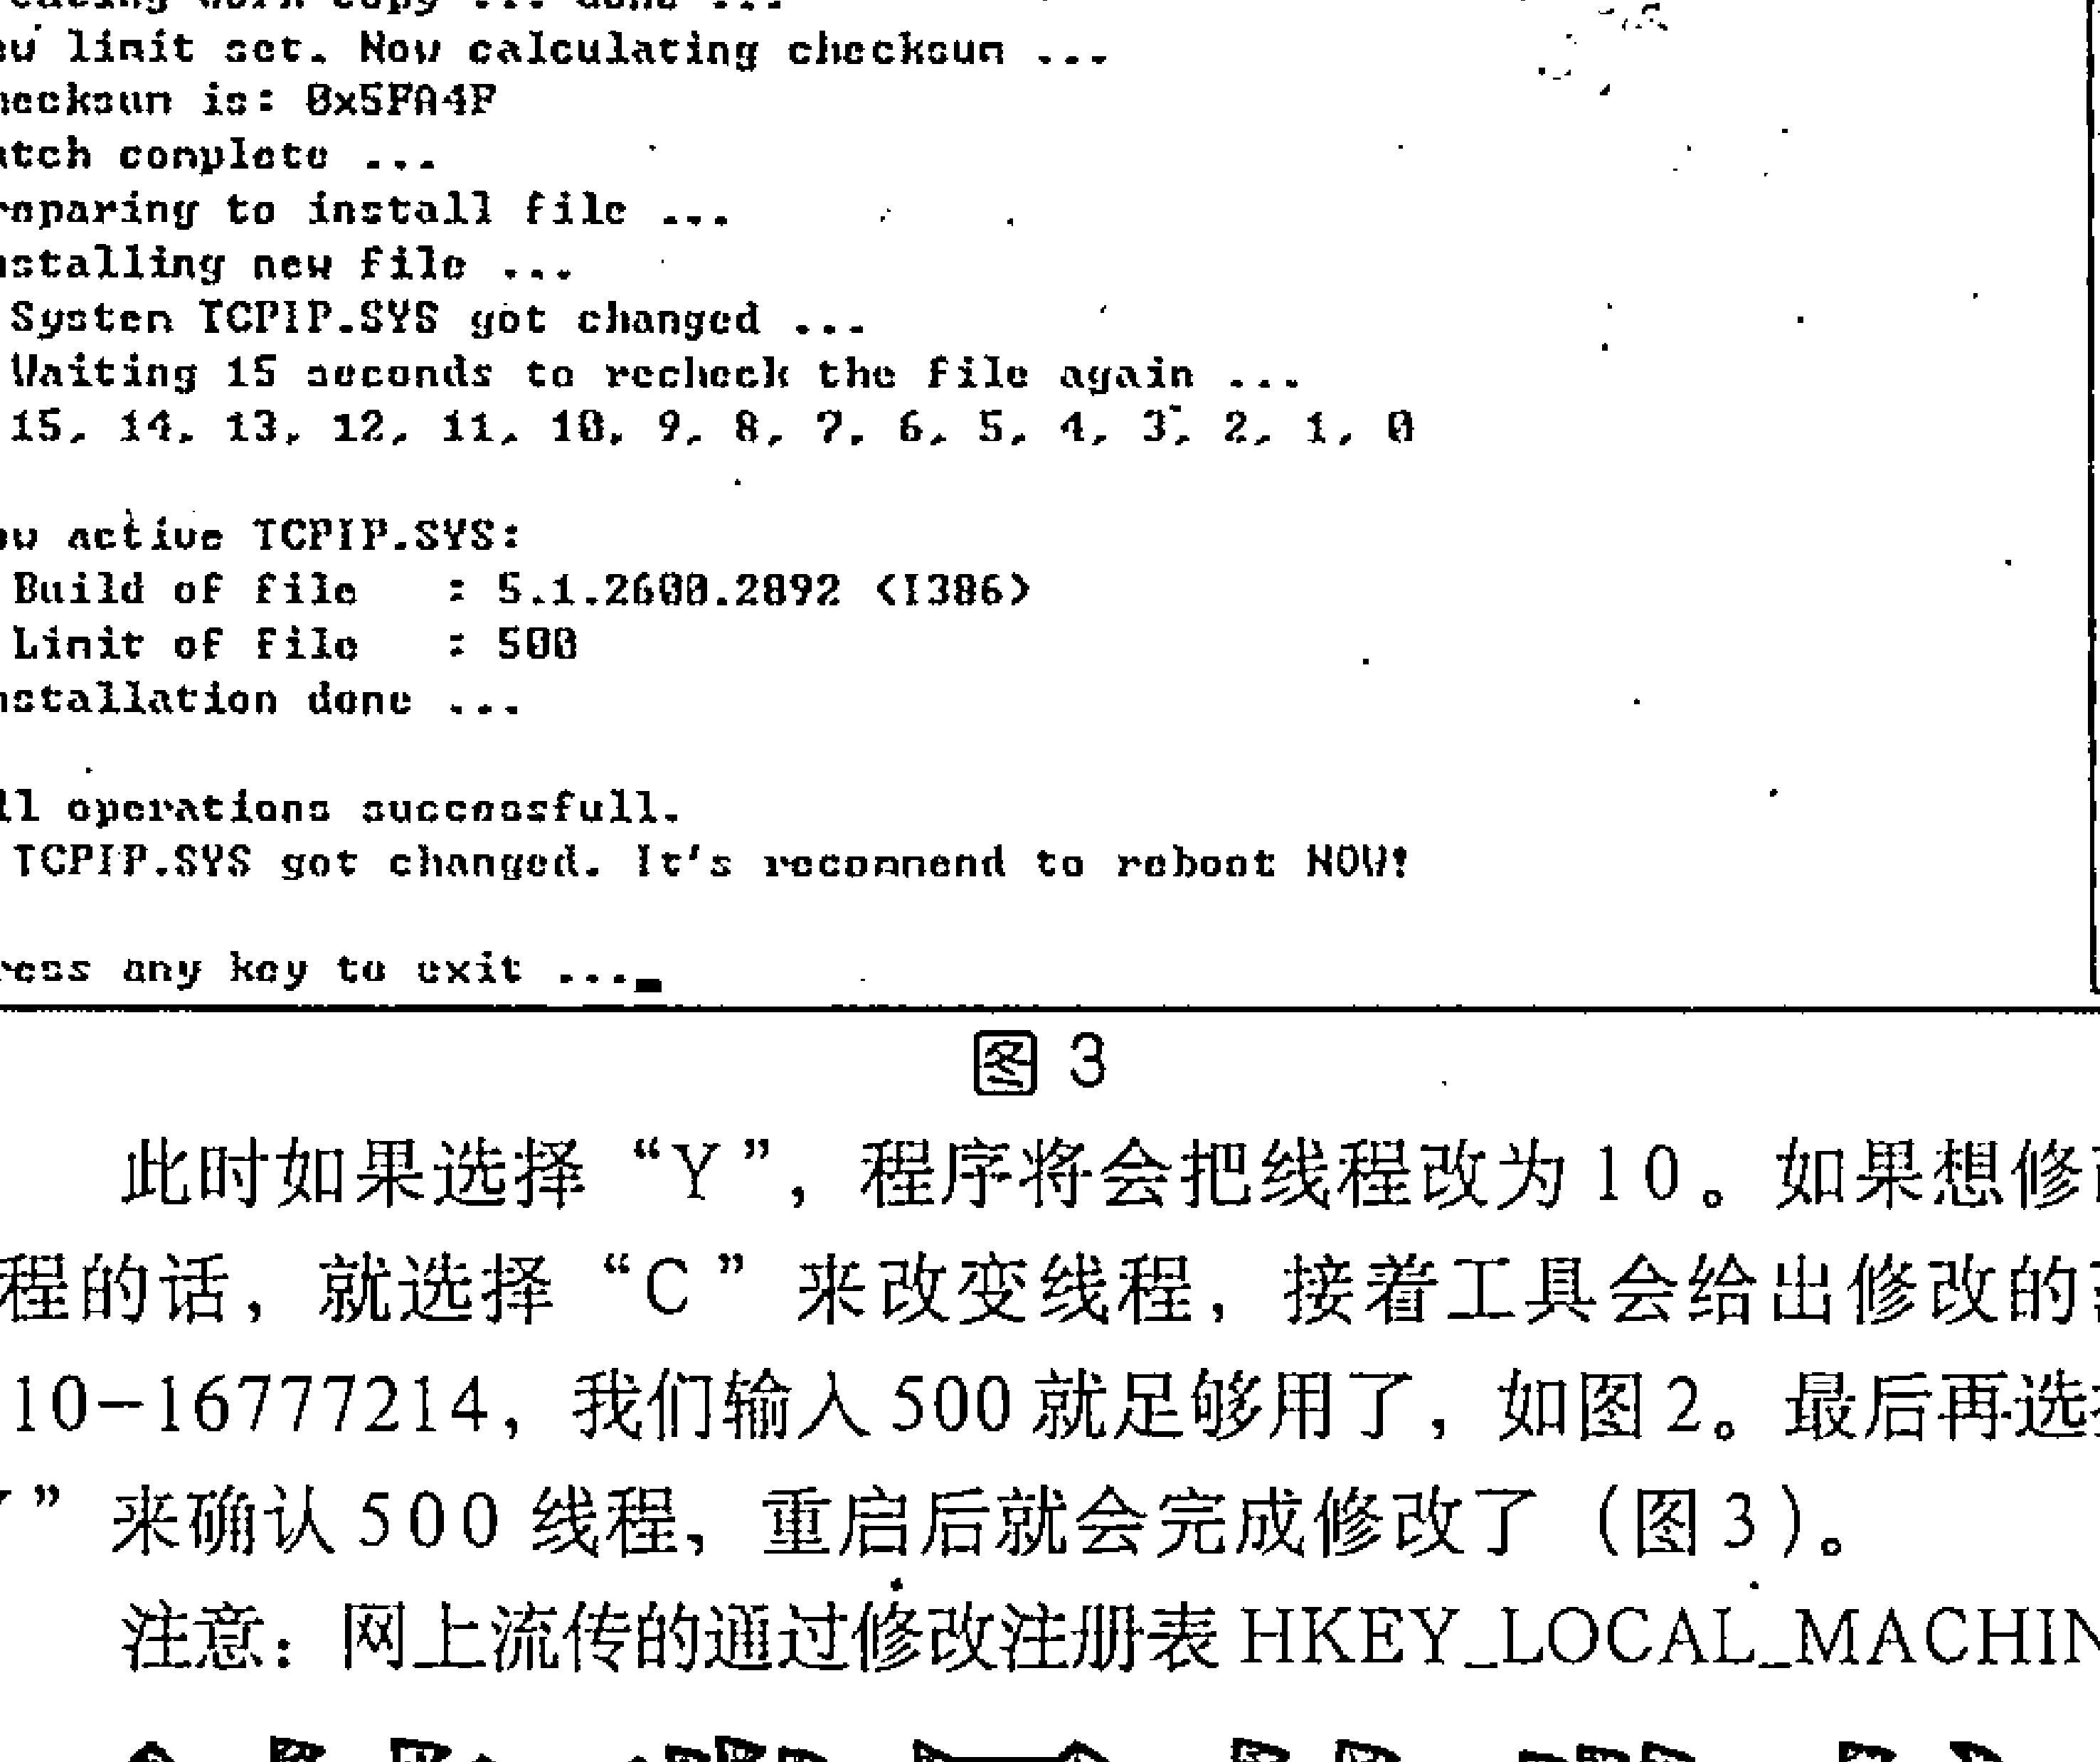 work copy ... done ...
limit set. Now calculating checksum ...
is: 0x5FA4F
complete ...
to install file ...
new file ...
System TCPIP.SYS got changed ...
Waiting 15 seconds to recheck the file again ...
15, 14, 13, 12, 11, 10, 9, 8, 7, 6, 5, 4, 3, 2, 1, 0
active TCPIP.SYS:
Build of file : 5.1.2600.2892 <I386>
Limit of file : 500
nstallation done ...
ll operations successfull.
TCPIP.SYS got changed. It's recommend to reboot NOW!
ress any key to exit ..._
图 3
此时如果选择“Y”，程序将会把线程改为10。如果想修
程的话，就选择“C”来改变线程，接着工具会给出修改的
10-16777214，我们输入500就足够用了，如图2。最后再选
”来确认500线程，重启后就会完成修改了（图3）。
注意：网上流传的通过修改注册表HKEY_LOCAL_MACHIN